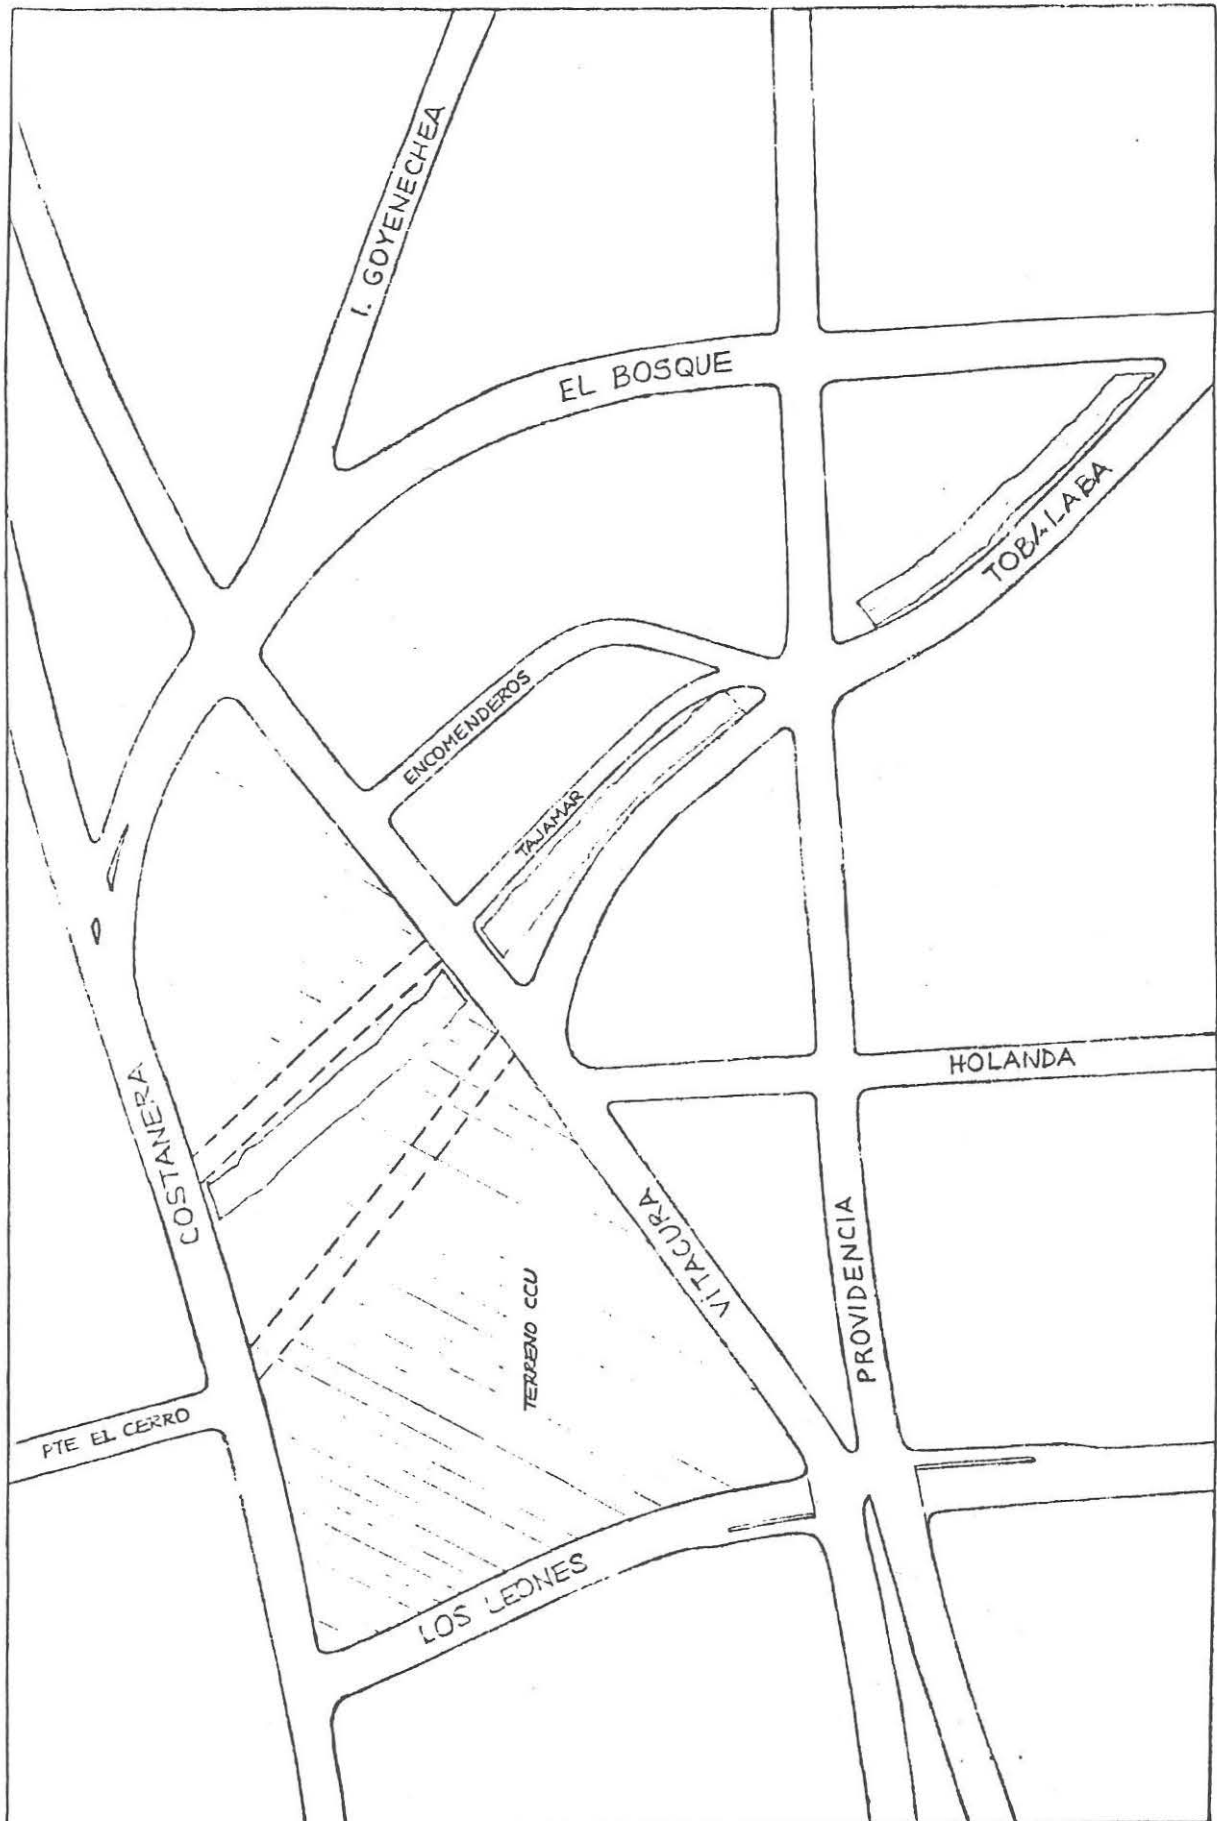 I. GOYENECHEA
EL BOSQUE
TOBALABA
ENCOMENDEROS
TAJAMAR
COSTANERA
HOLANDA
VITACURA
PROVIDENCIA
TERRENO CCU
PTE EL CERRO
LOS LEONES